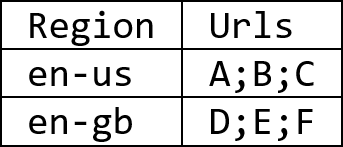 Region Urls
en-us A;B;C
en-gb D;E;F